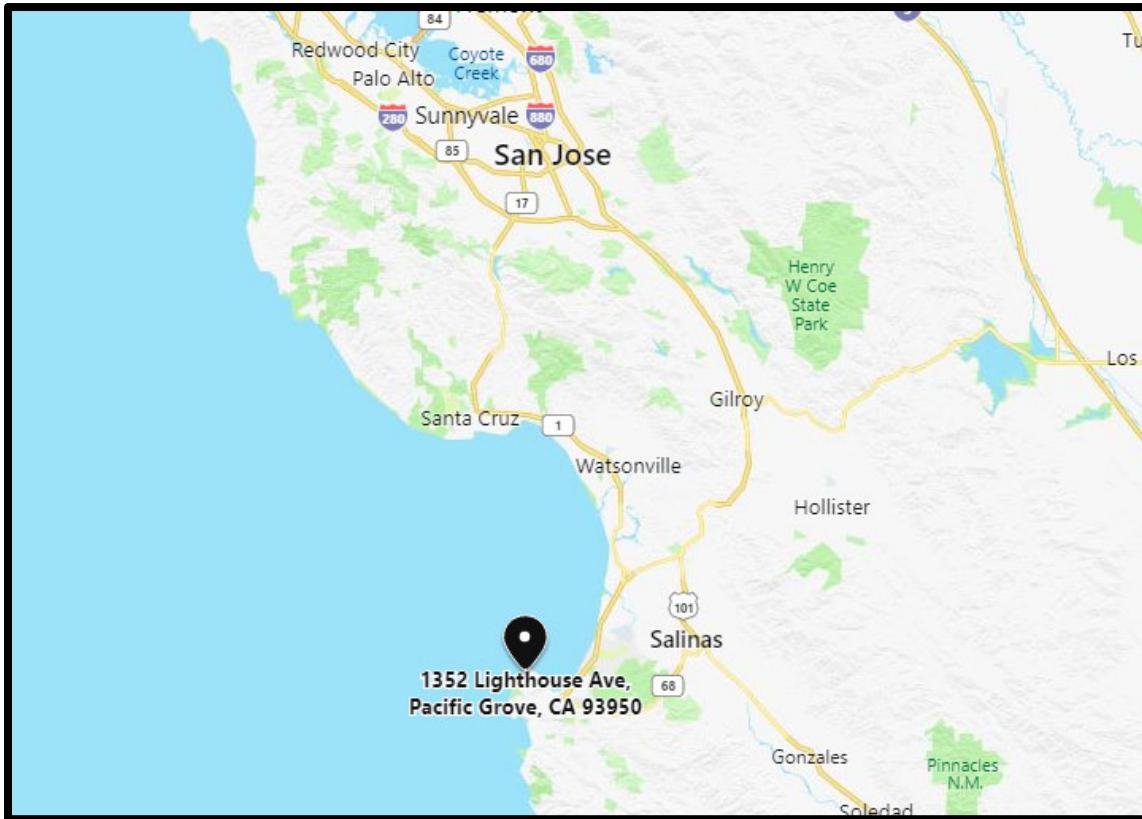 84
Redwood City
Coyote
Creek
680
Palo Alto
280
Sunnyvale
880
85
San Jose
17
Henry
W Coe
State
Park
Los
Gilroy
Santa Cruz
1
Watsonville
Hollister
101
Salinas
1352 Lighthouse Ave,
Pacific Grove, CA 93950
68
Gonzales
Pinnacles
N.M.
Soledad
Tu